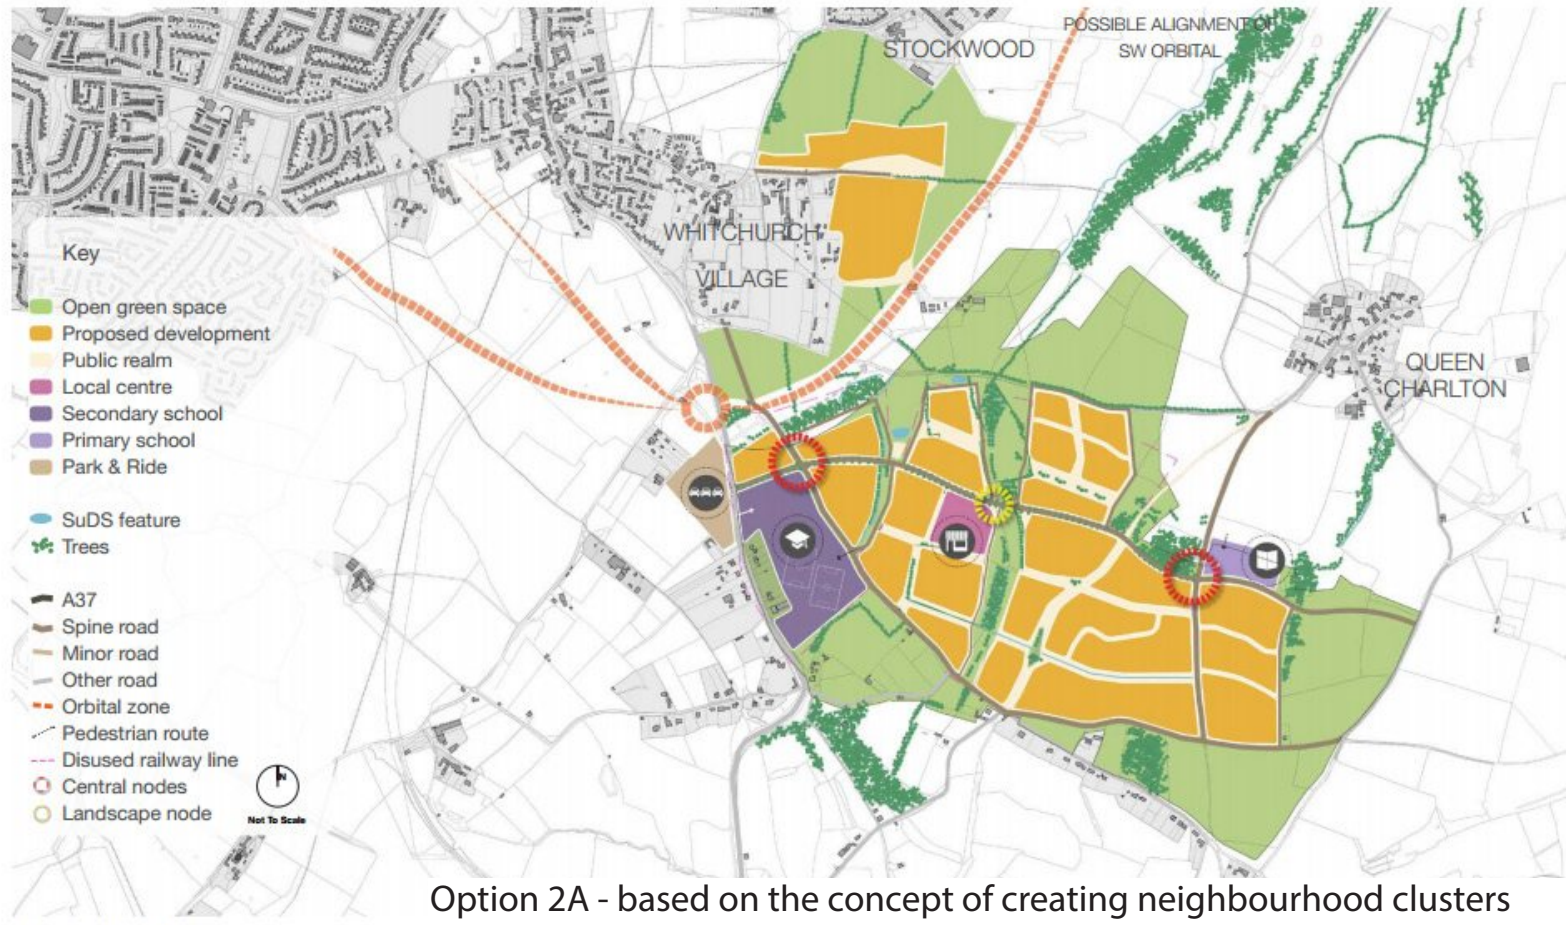 POSSIBLE ALIGNMENT OF
SW ORBITAL
STOCKWOOD
WHITCHURCH
VILLAGE
QUEEN
CHARLTON
Key
Open green space
Proposed development
Public realm
Local centre
Secondary school
Primary school
Park & Ride
SuDS feature
Trees
A37
Spine road
Minor road
Other road
Orbital zone
Pedestrian route
Disused railway line
Central nodes
Landscape node
N
Not To Scale
Option 2A - based on the concept of creating neighbourhood clusters